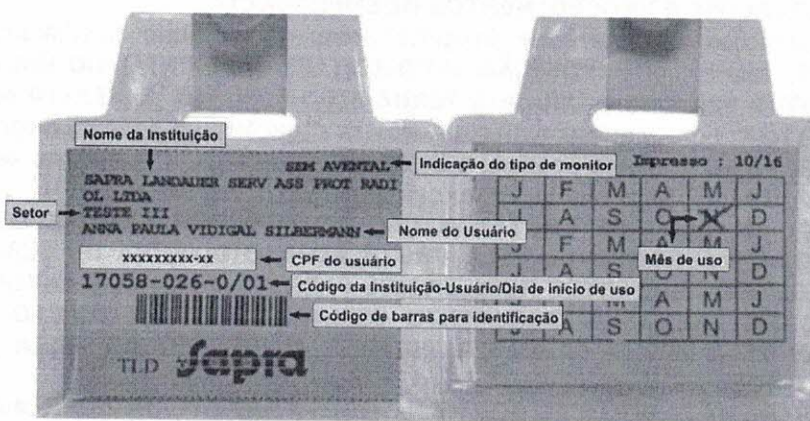 Nome da Instituição
SEM AVENTAL
Indicação do tipo de monitor
SAPRA LANDAUER SERV ASS PROT RADI
OL LTDA
Setor
TESTE III
ANNA PAULA VIDIGAL SILBERMANN
Nome do Usuário
xxxxxxxxx-xx
CPF do usuário
17058-026-0/01
Código da Instituição-Usuário/Dia de inicio de uso
Código de barras para identificação
TLD Sapra
Impresso : 10/16
J F M A M J
J A S O N D
J F M A M J
Mês de uso
J A S O N D
J F M A M J
J A S O N D